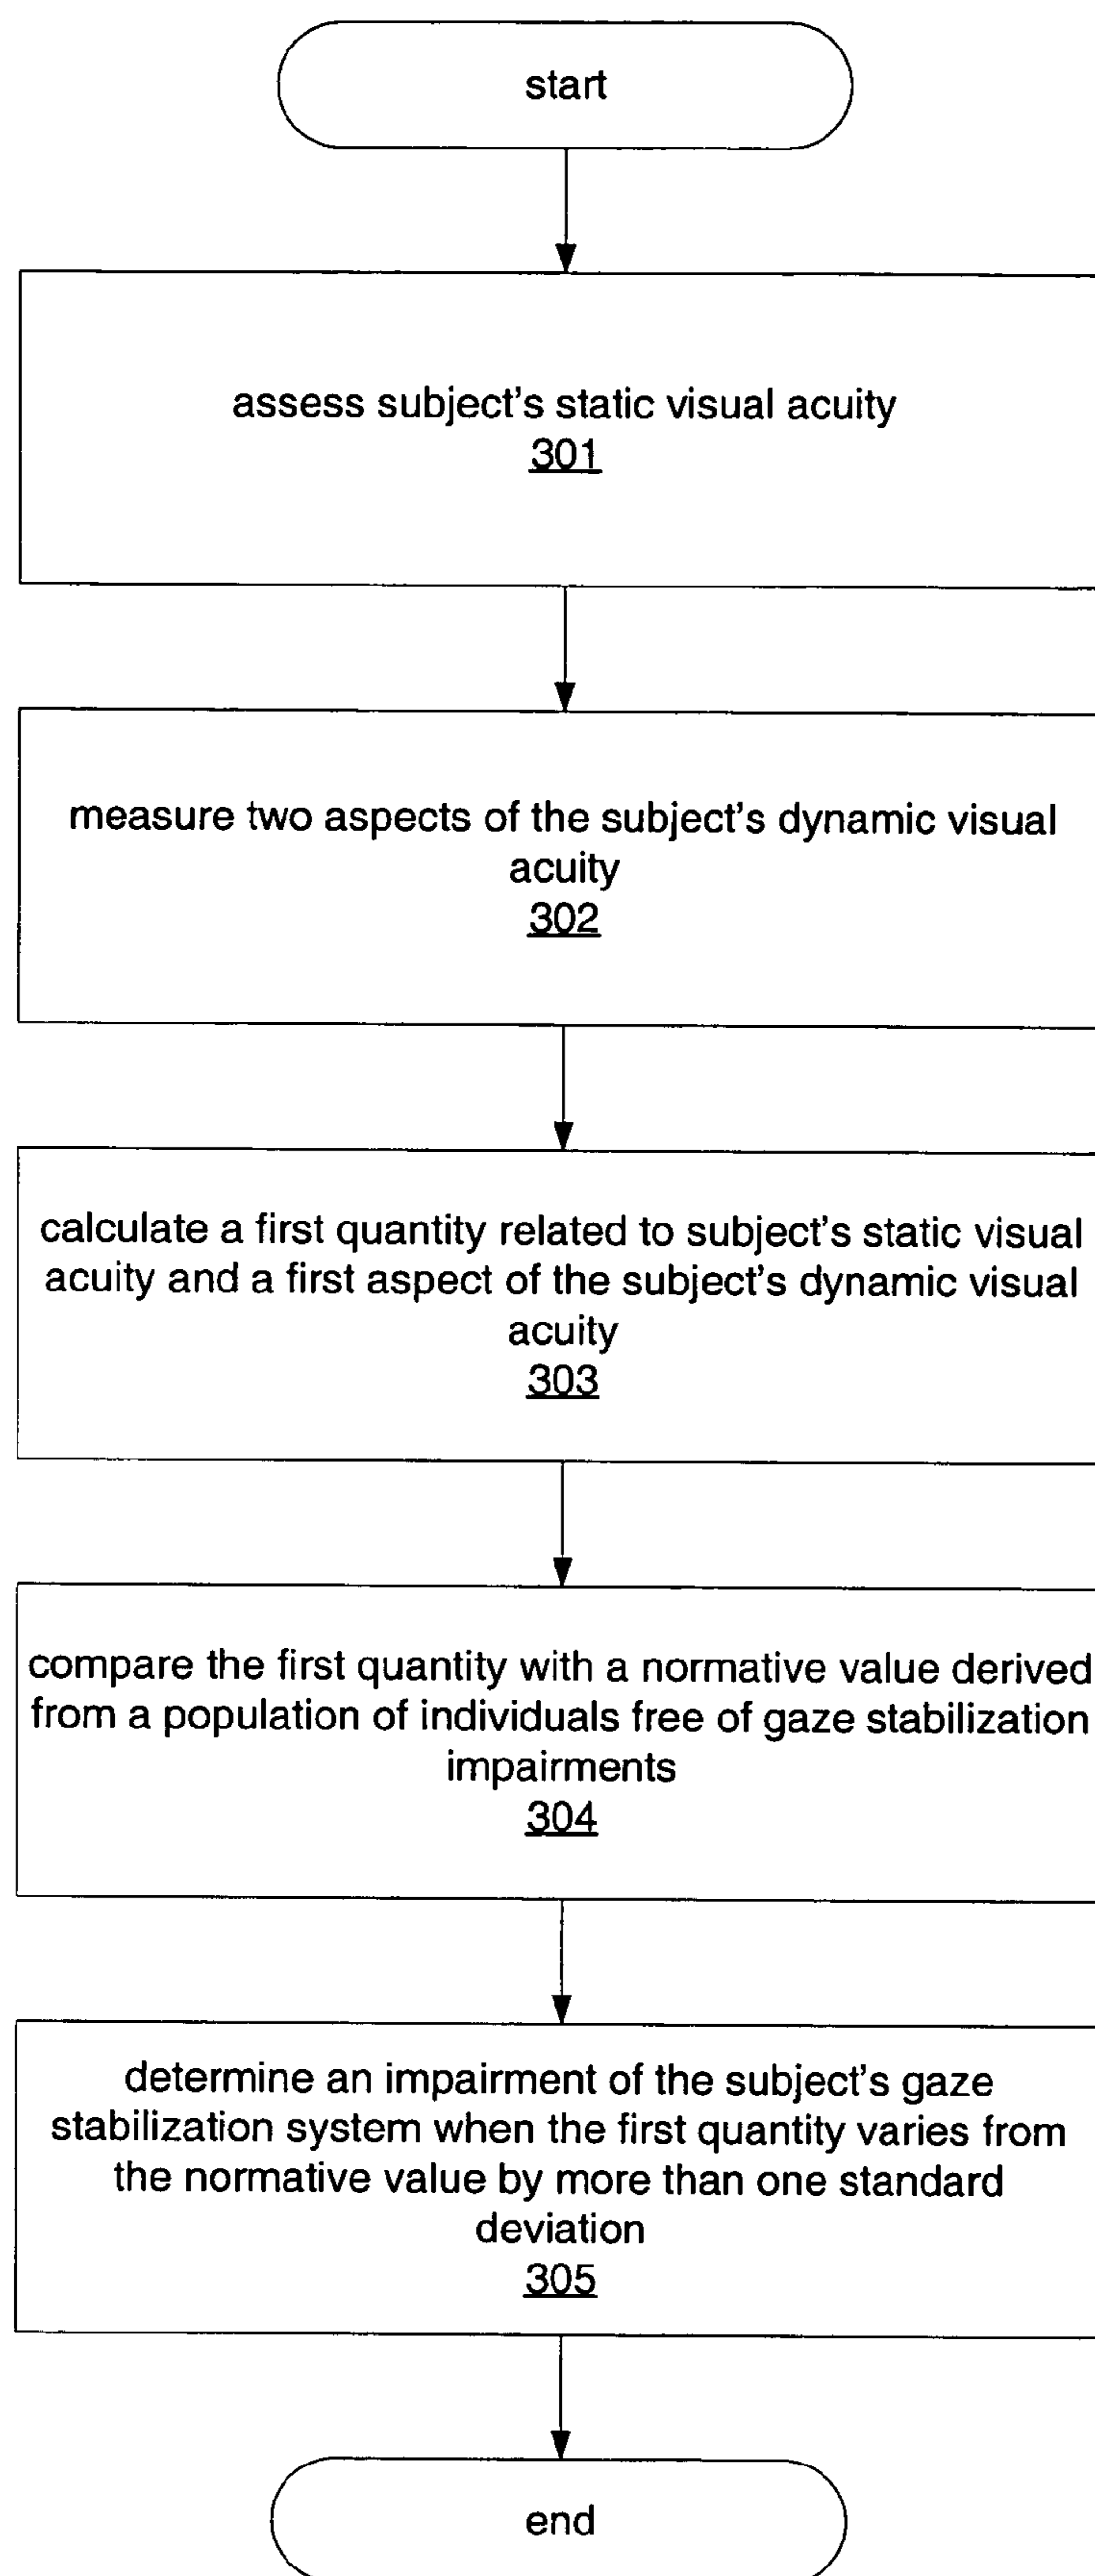 start
assess subject's static visual acuity
301
measure two aspects of the subject's dynamic visual
acuity
302
calculate a first quantity related to subject's static visual
acuity and a first aspect of the subject's dynamic visual
acuity
303
compare the first quantity with a normative value derived
from a population of individuals free of gaze stabilization
impairments
304
determine an impairment of the subject's gaze
stabilization system when the first quantity varies from
the normative value by more than one standard
deviation
305
end